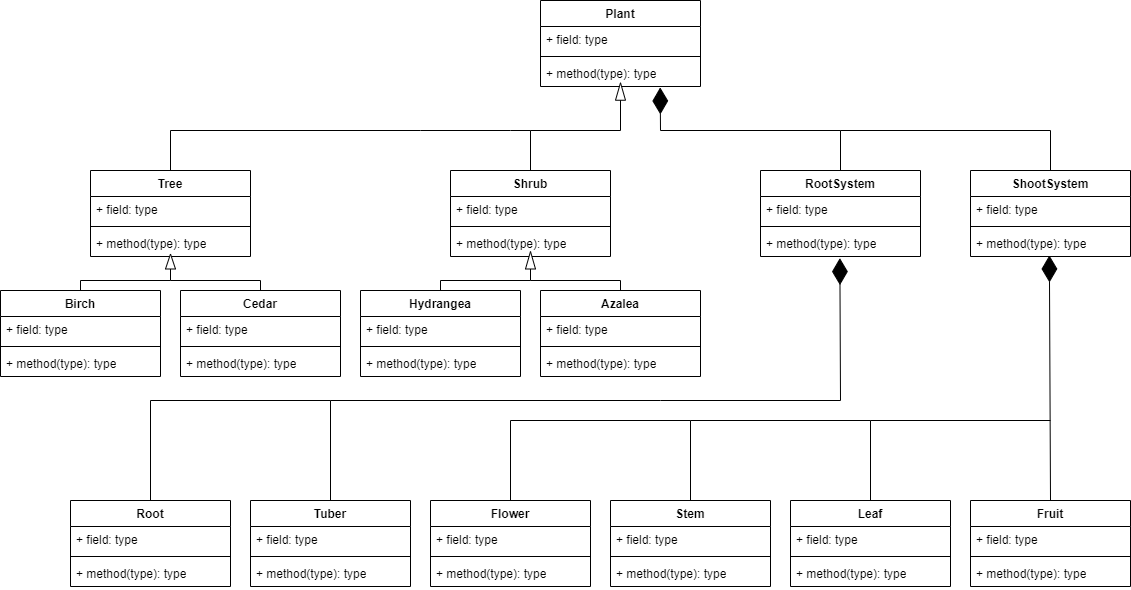 Plant
+ field: type
+ method(type): type
Tree
+ field: type
+ method(type): type
Shrub
+ field: type
+ method(type): type
RootSystem
+ field: type
+ method(type): type
ShootSystem
+ field: type
+ method(type): type
Birch
+ field: type
+ method(type): type
Cedar
+ field: type
+ method(type): type
Hydrangea
+ field: type
+ method(type): type
Azalea
+ field: type
+ method(type): type
Root
+ field: type
+ method(type): type
Tuber
+ field: type
+ method(type): type
Flower
+ field: type
+ method(type): type
Stem
+ field: type
+ method(type): type
Leaf
+ field: type
+ method(type): type
Fruit
+ field: type
+ method(type): type